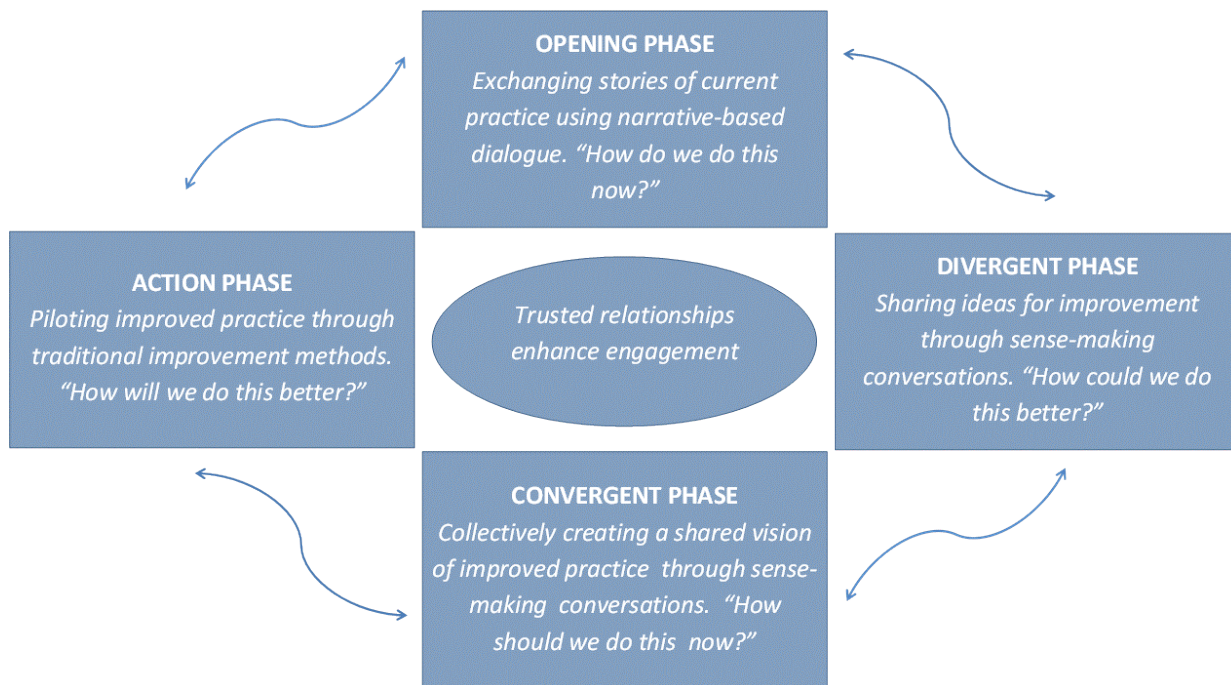 OPENING PHASE
Exchanging stories of current
practice using narrative-based
dialogue. “How do we do this
now?”
ACTION PHASE
Piloting improved practice through
traditional improvement methods.
“How will we do this better?”
Trusted relationships
enhance engagement
DIVERGENT PHASE
Sharing ideas for improvement
through sense-making
conversations. “How could we do
this better?”
CONVERGENT PHASE
Collectively creating a shared vision
of improved practice through sense-
making conversations. “How
should we do this now?”